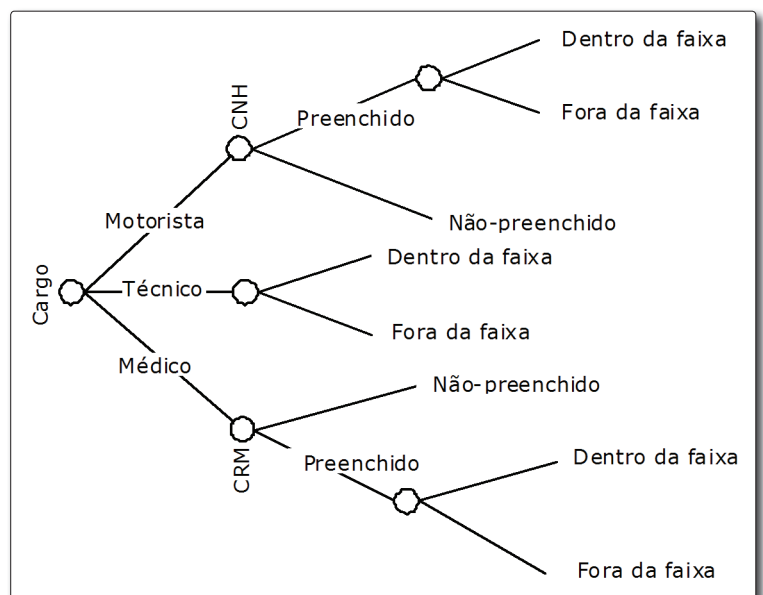 Dentro da faixa
CNH
Preenchido
Fora da faixa
Motorista
Não-preenchido
Dentro da faixa
Cargo
Técnico
Fora da faixa
Médico
Não-preenchido
CRM
Preenchido
Dentro da faixa
Fora da faixa